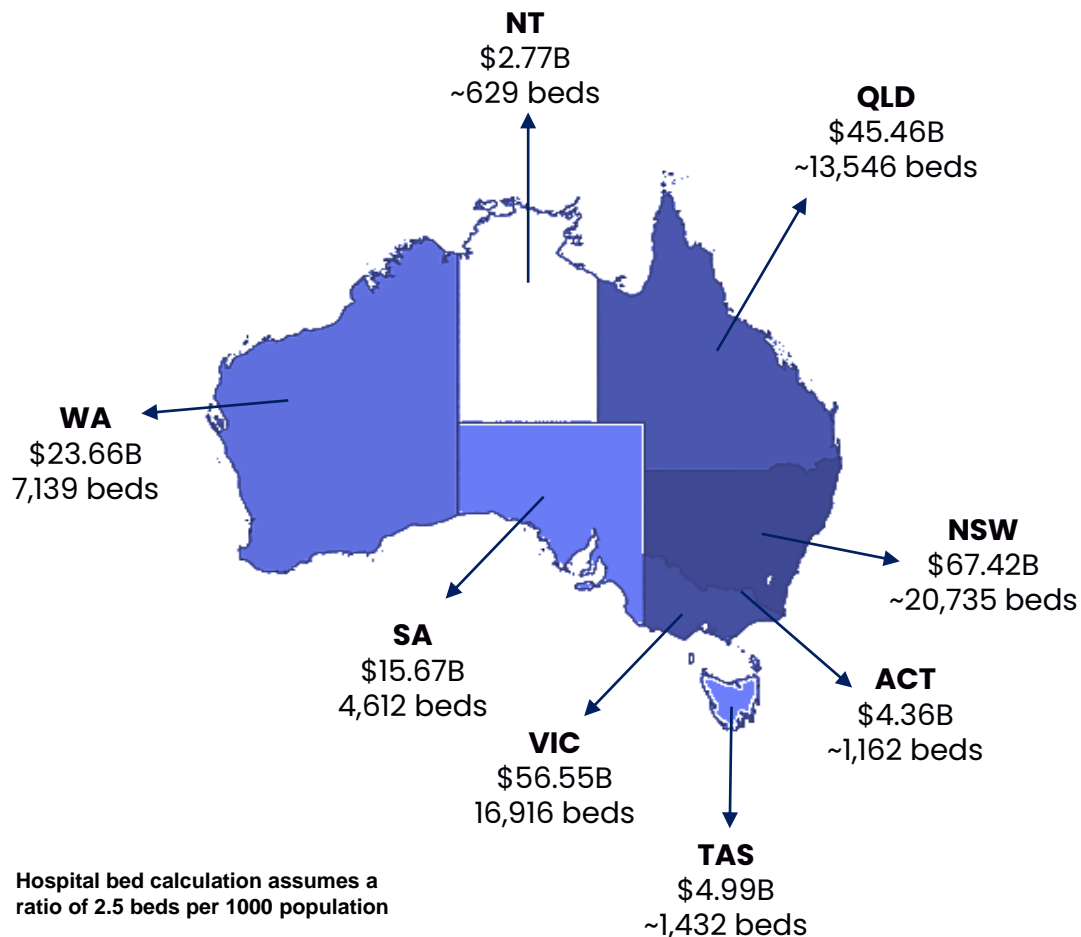 NT
$2.77B
~629 beds
QLD
$45.46B
~13,546 beds
WA
$23.66B
7,139 beds
NSW
$67.42B
~20,735 beds
SA
$15.67B
4,612 beds
ACT
$4.36B
~1,162 beds
VIC
$56.55B
16,916 beds
TAS
$4.99B
~1,432 beds
Hospital bed calculation assumes a
ratio of 2.5 beds per 1000 population